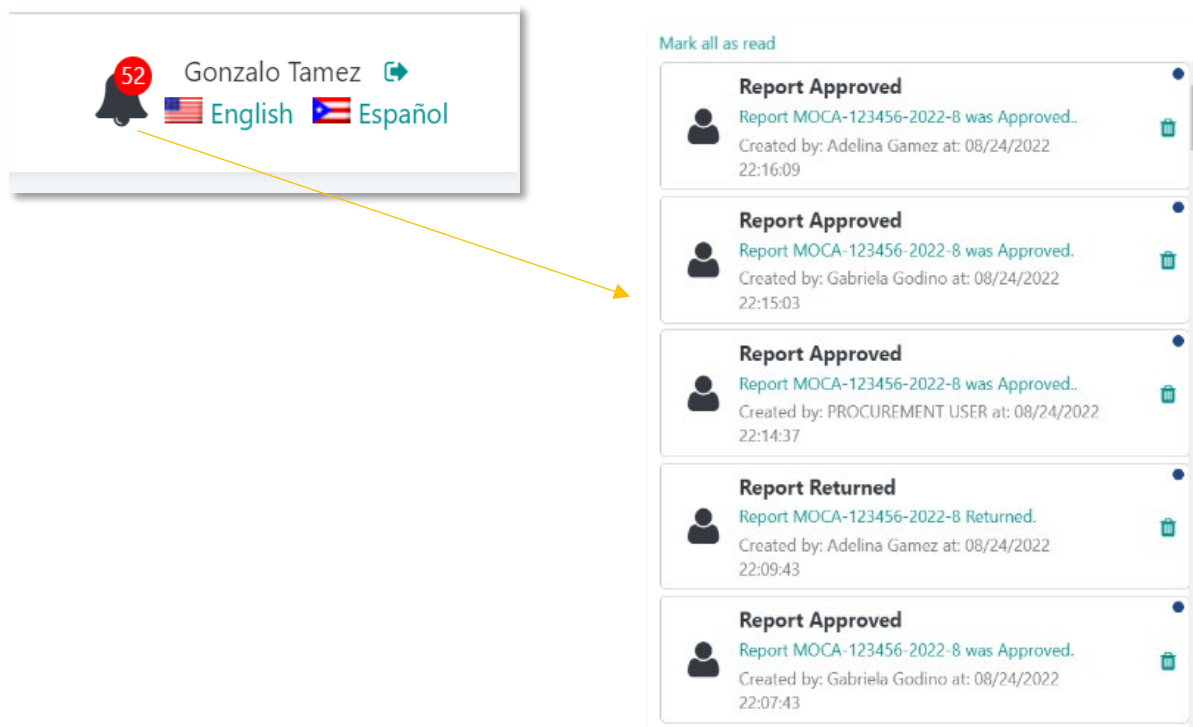 52
Gonzalo Tamez
English Español
Mark all as read
Report Approved
Report MOCA-123456-2022-8 was Approved..
Created by: Adelina Gamez at: 08/24/2022
22:16:09
Report Approved
Report MOCA-123456-2022-8 was Approved.
Created by: Gabriela Godino at: 08/24/2022
22:15:03
Report Approved
Report MOCA-123456-2022-8 was Approved..
Created by: PROCUREMENT USER at: 08/24/2022
22:14:37
Report Returned
Report MOCA-123456-2022-8 Returned.
Created by: Adelina Gamez at: 08/24/2022
22:09:43
Report Approved
Report MOCA-123456-2022-8 was Approved.
Created by: Gabriela Godino at: 08/24/2022
22:07:43